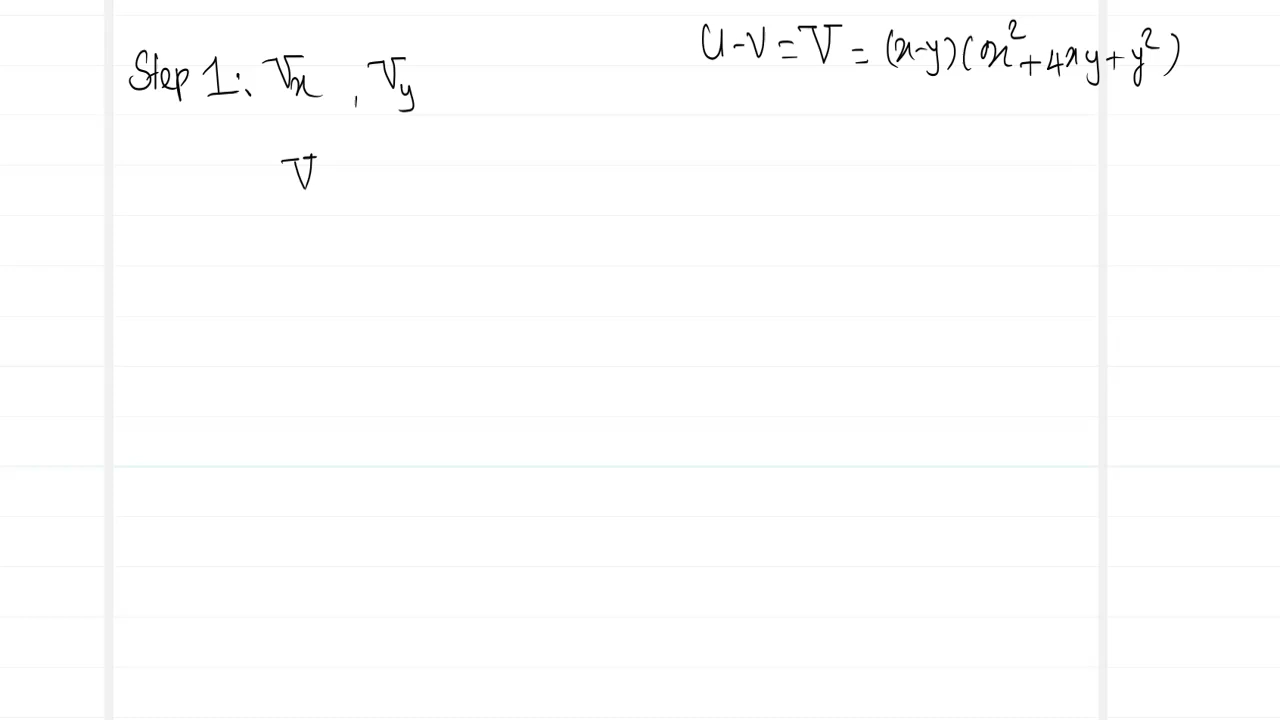 u-v = V = (x-y)(x²+4xy+y²)
Step 1: Vx , Vy
V